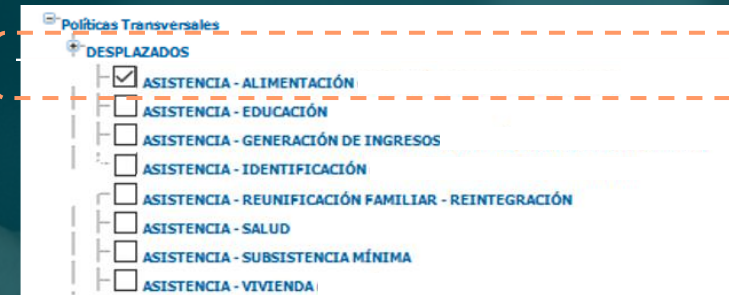 Políticas Transversales
DESPLAZADOS
ASISTENCIA - ALIMENTACIÓN
ASISTENCIA - EDUCACIÓN
ASISTENCIA - GENERACIÓN DE INGRESOS
ASISTENCIA - IDENTIFICACIÓN
ASISTENCIA - REUNIFICACIÓN FAMILIAR - REINTEGRACIÓN
ASISTENCIA - SALUD
ASISTENCIA - SUBSISTENCIA MÍNIMA
ASISTENCIA - VIVIENDA